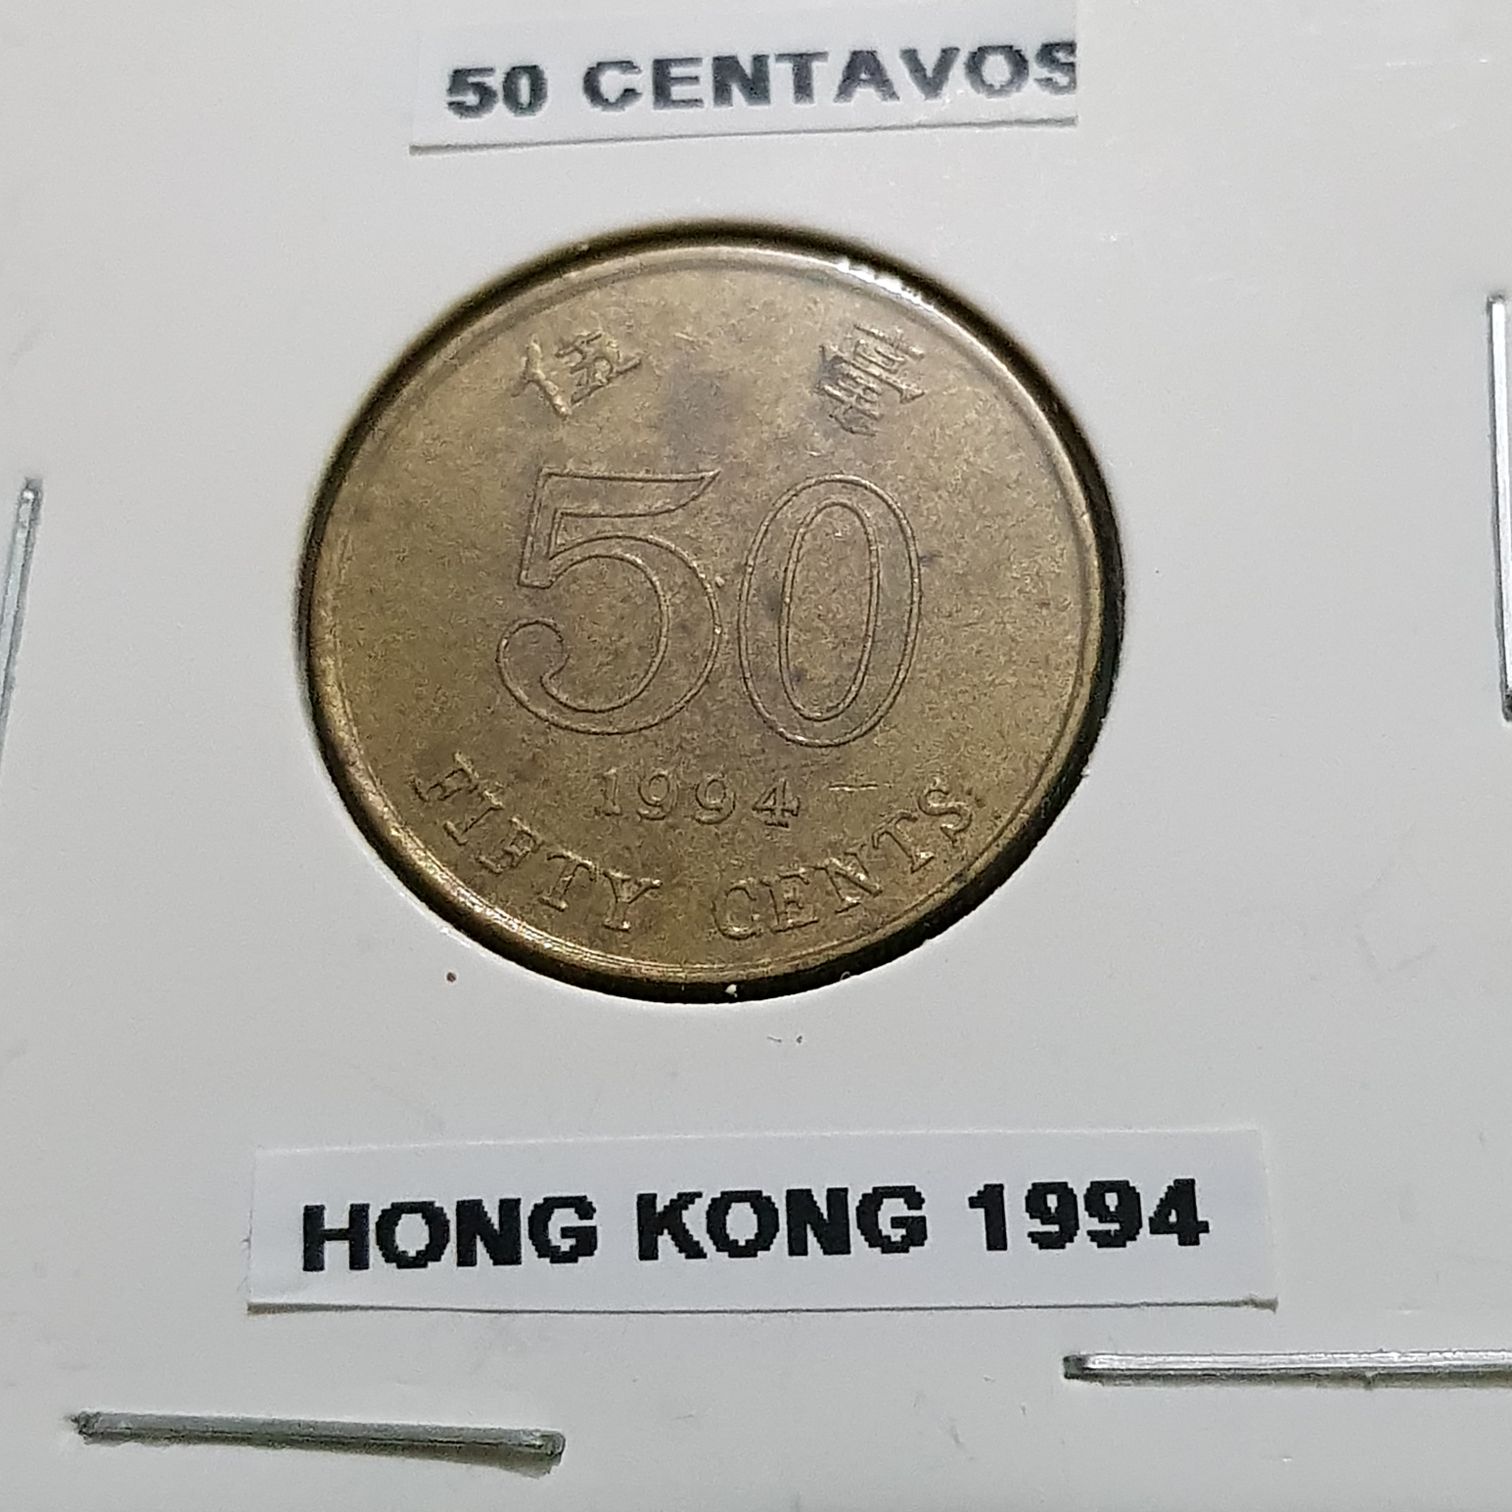 50 CENTAVOS
伍 毫
50
1994
FIFTY CENTS
HONG KONG 1994